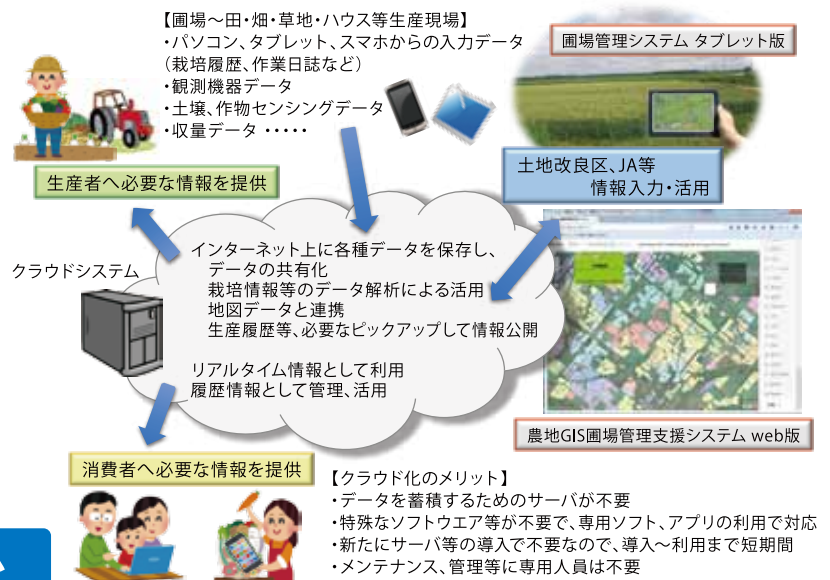 【圃場～田・畑・草地・ハウス等生産現場】
・パソコン、タブレット、スマホからの入力データ
（栽培履歴、作業日誌など）
・観測機器データ
・土壌、作物センシングデータ
・収量データ ・・・・・
圃場管理システム タブレット版
土地改良区、JA等
情報入力・活用
生産者へ必要な情報を提供
クラウドシステム
インターネット上に各種データを保存し、
データの共有化
栽培情報等のデータ解析による活用
地図データと連携
生産履歴等、必要なピックアップして情報公開
リアルタイム情報として利用
履歴情報として管理、活用
農地GIS圃場管理支援システム web版
消費者へ必要な情報を提供
【クラウド化のメリット】
・データを蓄積するためのサーバが不要
・特殊なソフトウエア等が不要で、専用ソフト、アプリの利用で対応
・新たにサーバ等の導入で不要なので、導入～利用まで短期間
・メンテナンス、管理等に専用人員は不要